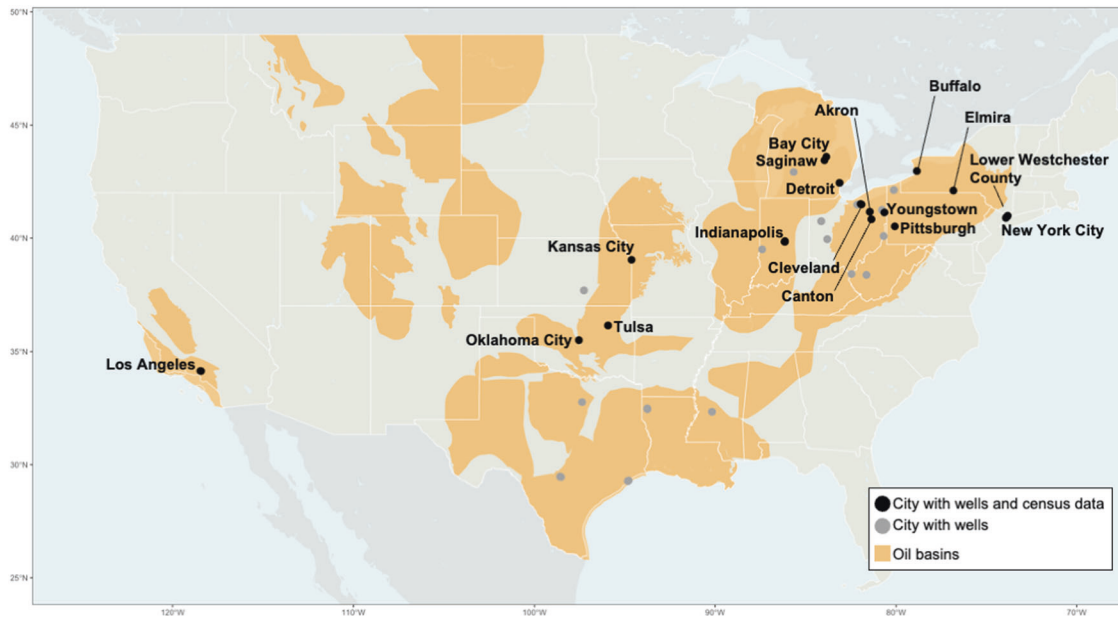 50°N
45°N
40°N
35°N
30°N
25°N
120°W
110°W
100°W
90°W
80°W
70°W
Buffalo
Akron
Elmira
Bay City
Saginaw
Lower Westchester
County
Detroit
Youngstown
New York City
Indianapolis
Pittsburgh
Kansas City
Cleveland
Canton
Tulsa
Oklahoma City
Los Angeles
City with wells and census data
City with wells
Oil basins